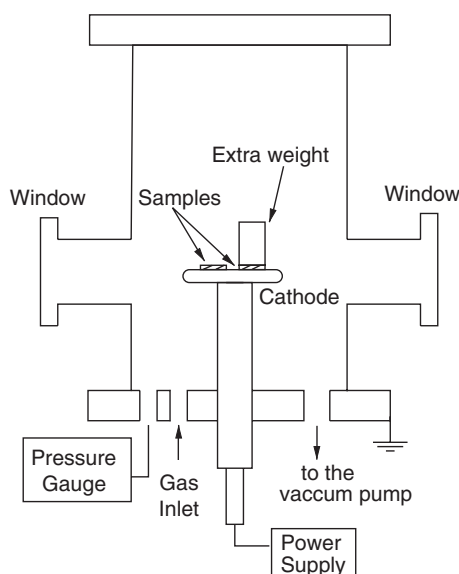 Extra weight
Window
Samples
Window
Cathode
Pressure
Gauge
Gas
Inlet
to the
vaccum pump
Power
Supply